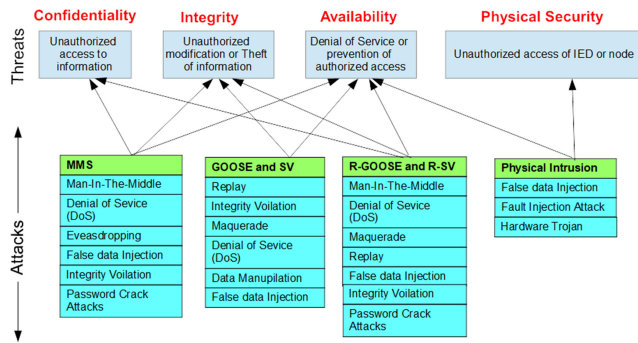 Confidentiality
Integrity
Availability
Physical Security
Threats
Unauthorized
access to
information
Unauthorized
modification or Theft
of information
Denial of Service or
prevention of
authorized access
Unauthorized access of IED or node
Attacks
MMS
Man-In-The-Middle
Denial of Sevice
(DoS)
Eveasdropping
False data Injection
Integrity Voilation
Password Crack
Attacks
GOOSE and SV
Replay
Integrity Voilation
Maquerade
Denial of Sevice
(DoS)
Data Manupilation
False data Injection
R-GOOSE and R-SV
Man-In-The-Middle
Denial of Sevice
(DoS)
Maquerade
Replay
False data Injection
Integrity Voilation
Password Crack
Attacks
Physical Intrusion
False data Injection
Fault Injection Attack
Hardware Trojan